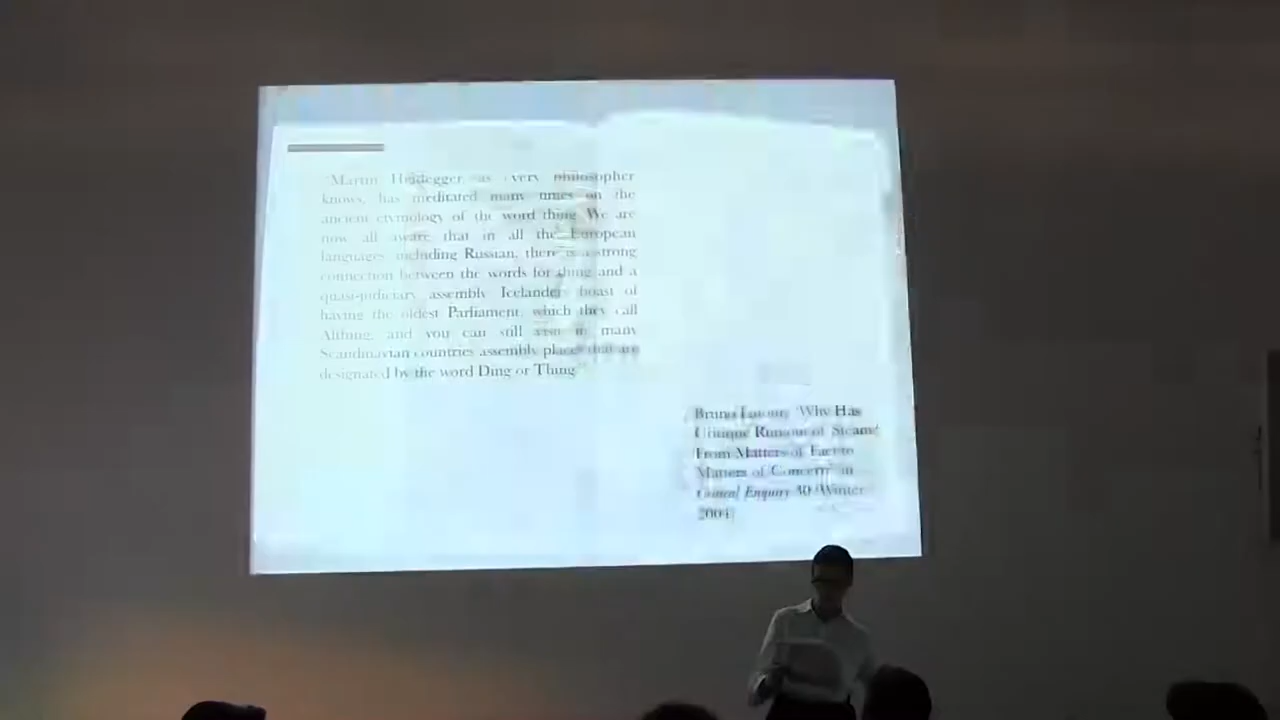 "Martin Heidegger, as every philosopher
knows, has meditated many times on the
ancient etymology of the word thing We are
now all aware that in all the European
languages, including Russian, there is a strong
connection between the words for thing and a
quasi-judiciary assembly Icelanders boast of
having the oldest Parliament, which they call
Althing, and you can still visit in many
Scandinavian countries assembly places that are
designated by the word Ding or Thing"
Bruno Latour, 'Why Has
Critique Run out of Steam?
From Matters of Fact to
Matters of Concern" in
Critical Enquiry 30 (Winter
2004)